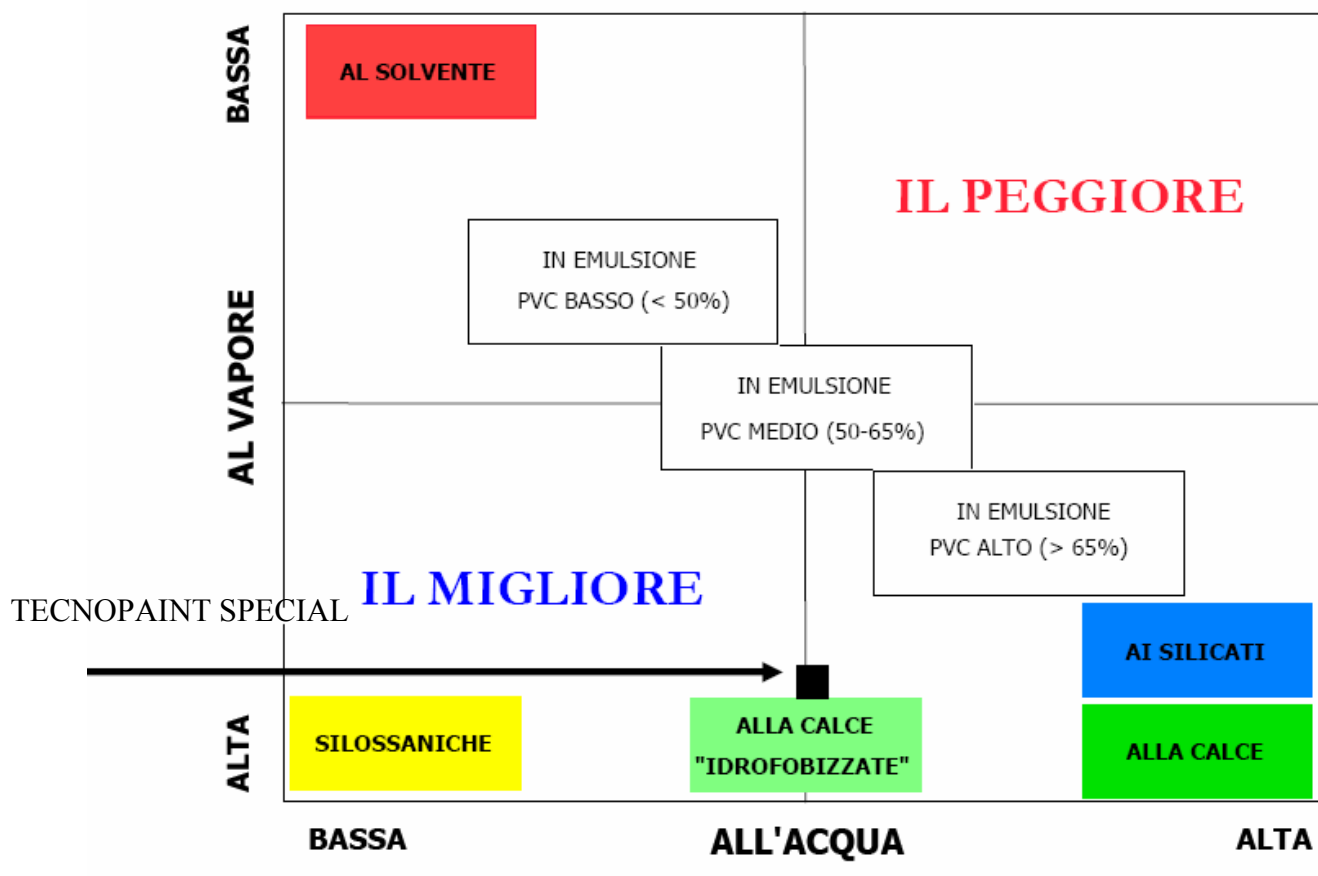 BASSA
AL SOLVENTE
IL PEGGIORE
IN EMULSIONE
PVC BASSO (< 50%)
AL VAPORE
IN EMULSIONE
PVC MEDIO (50-65%)
IN EMULSIONE
PVC ALTO (> 65%)
IL MIGLIORE
TECNOPAINT SPECIAL
AI SILICATI
ALTA
SILOSSANICHE
ALLA CALCE
"IDROFOBIZZATE"
ALLA CALCE
BASSA
ALL'ACQUA
ALTA